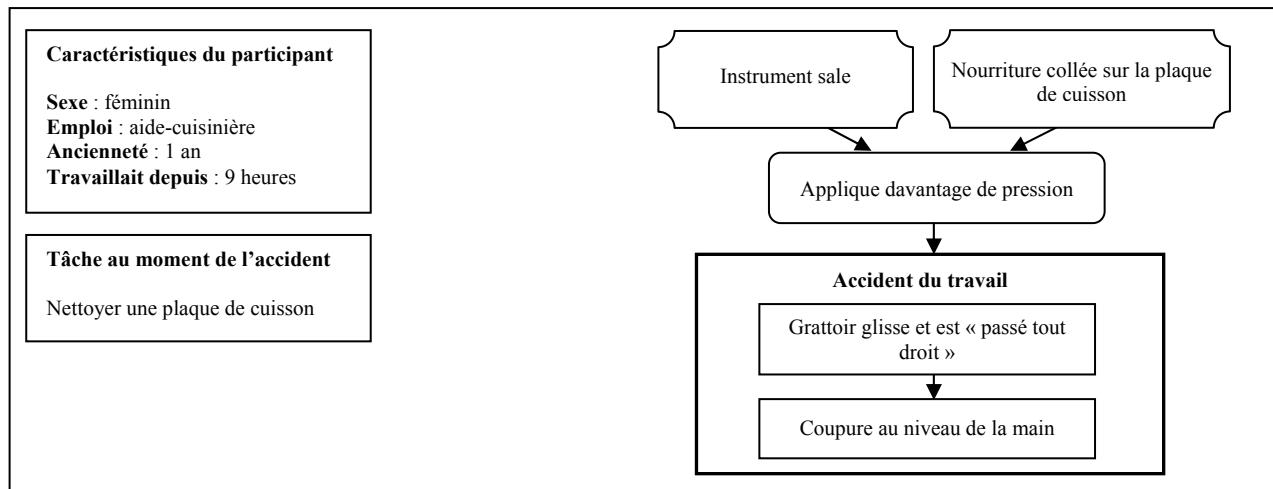 Caractéristiques du participant
Sexe : féminin
Emploi : aide-cuisinière
Ancienneté : 1 an
Travaillait depuis : 9 heures
Tâche au moment de l’accident
Nettoyer une plaque de cuisson
Instrument sale
Nourriture collée sur la plaque
de cuisson
Applique davantage de pression
Accident du travail
Grattoir glisse et est « passé tout
droit »
Coupure au niveau de la main